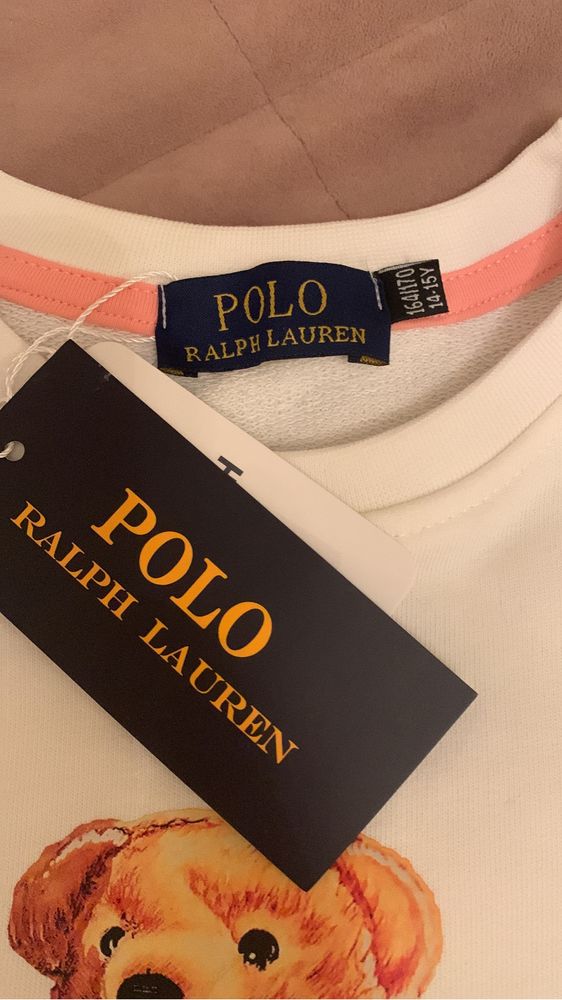 POLO
RALPH LAUREN
164/170
14-15Y
POLO
RALPH LAUREN